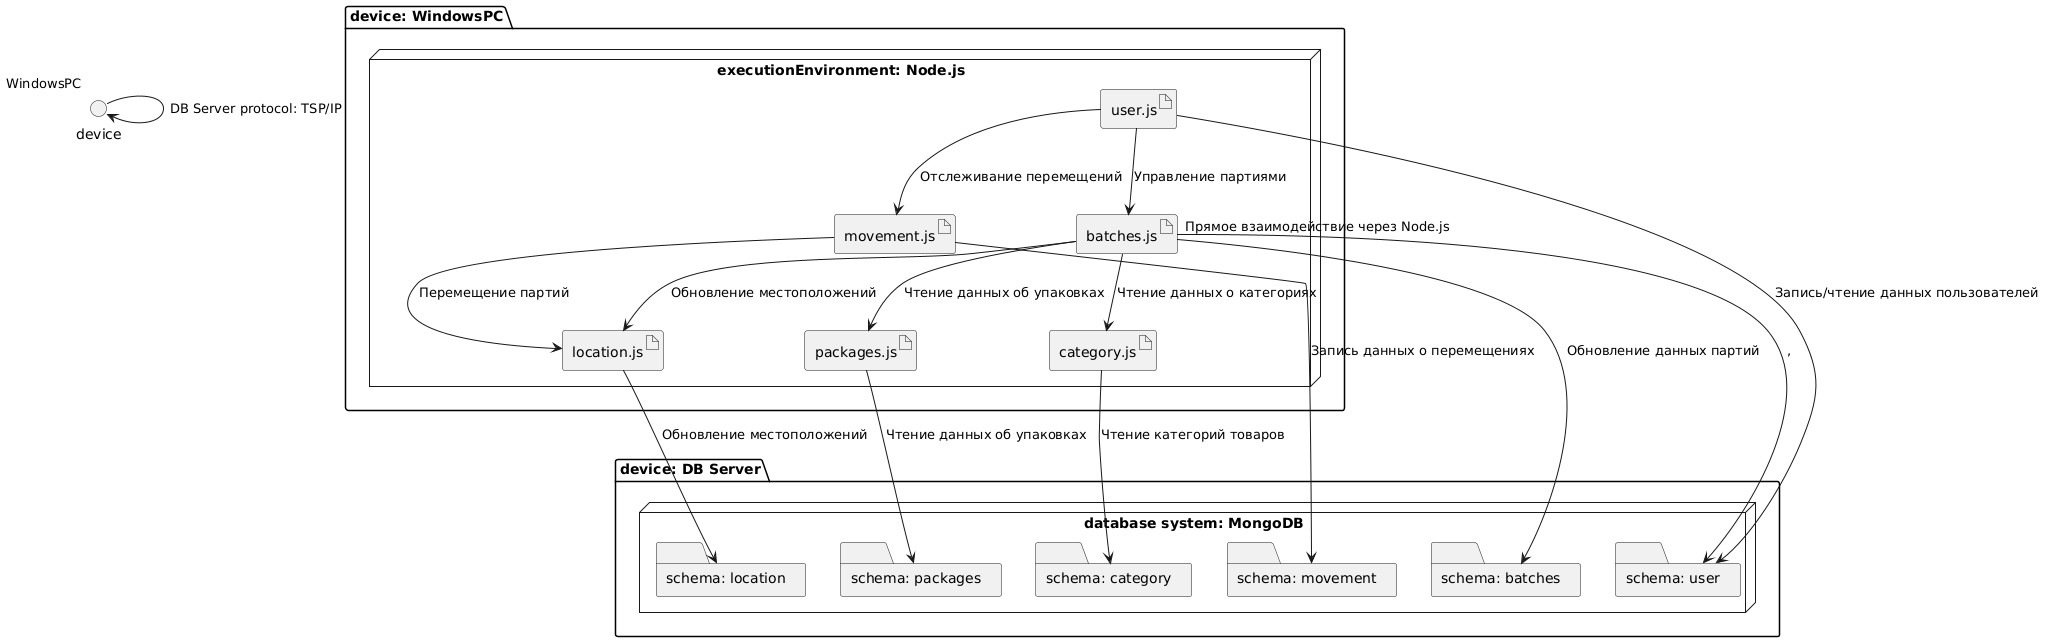 device: WindowsPC
executionEnvironment: Node.js
WindowsPC
DB Server protocol: TSP/IP
device
user.js
Отслеживание перемещений
Управление партиями
movement.js
batches.js
Прямое взаимодействие через Node.js
Перемещение партий
Обновление местоположений
Чтение данных об упаковках
Чтение данных о категориях
Запись/чтение данных пользователей
location.js
packages.js
category.js
Запись данных о перемещениях
Обновление данных партий
,
Обновление местоположений
Чтение данных об упаковках
Чтение категорий товаров
device: DB Server
database system: MongoDB
schema: location
schema: packages
schema: category
schema: movement
schema: batches
schema: user